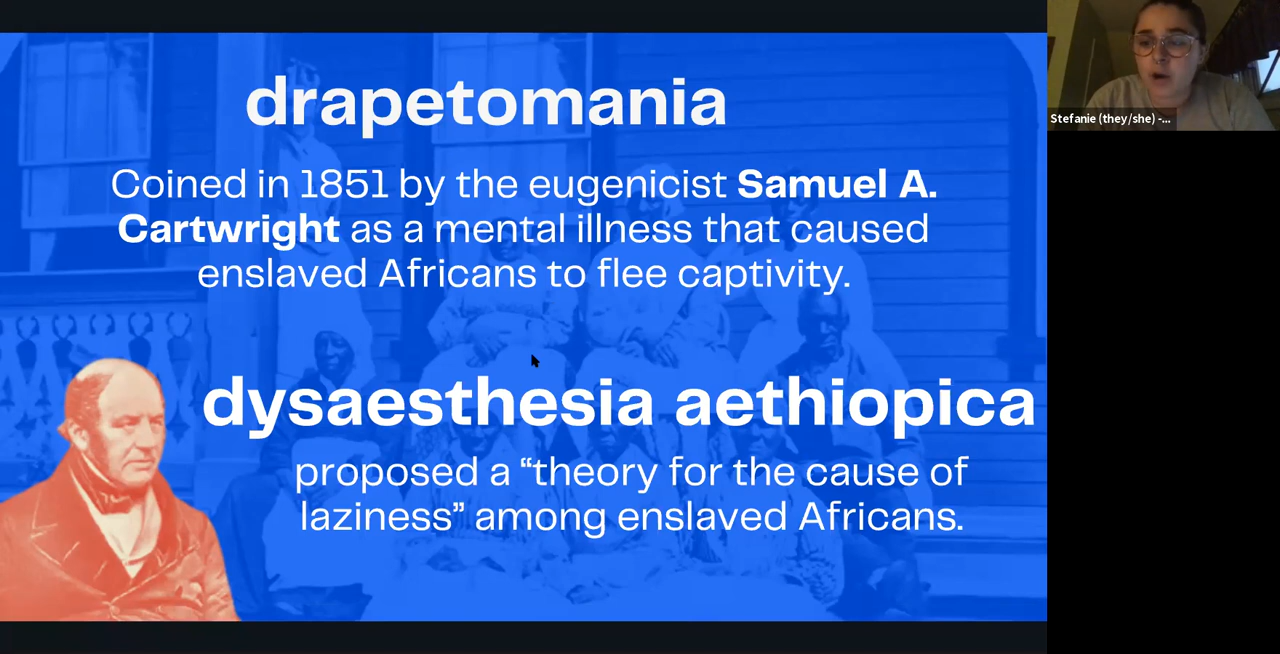 drapetomania
Coined in 1851 by the eugenicist Samuel A.
Cartwright as a mental illness that caused
enslaved Africans to flee captivity.
dysaesthesia aethiopica
proposed a “theory for the cause of
laziness” among enslaved Africans.
Stefanie (they/she) -...